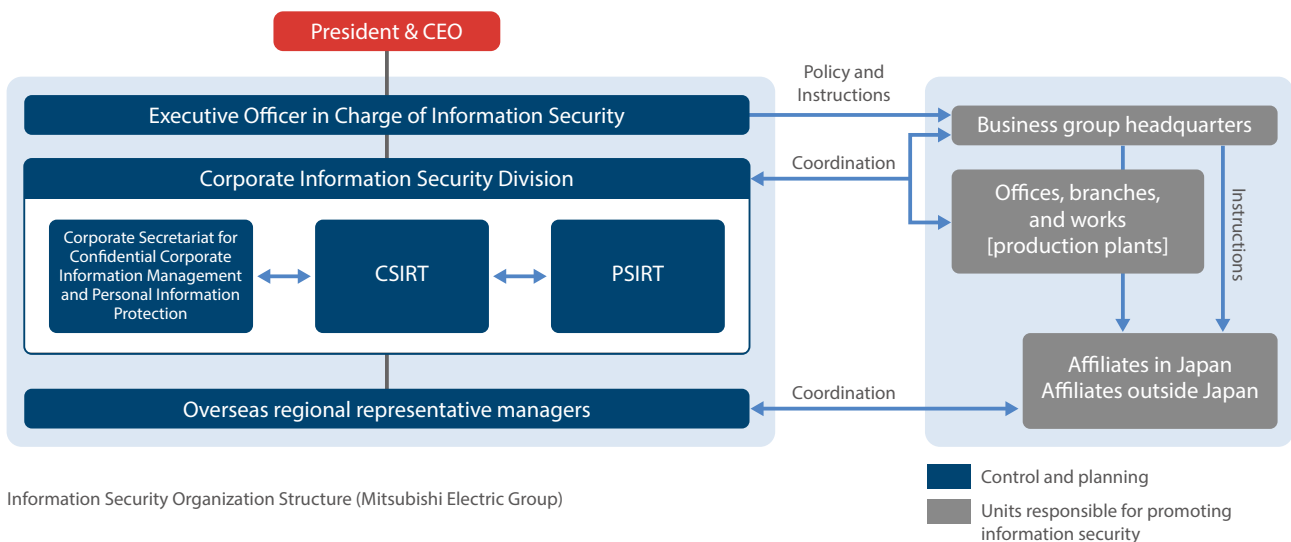 President & CEO
Policy and
Instructions
Executive Officer in Charge of Information Security
Business group headquarters
Coordination
Corporate Information Security Division
Offices, branches,
and works
[production plants]
Instructions
Corporate Secretariat for
Confidential Corporate
Information Management
and Personal Information
Protection
CSIRT
PSIRT
Affiliates in Japan
Affiliates outside Japan
Coordination
Overseas regional representative managers
Control and planning
Information Security Organization Structure (Mitsubishi Electric Group)
Units responsible for promoting
information security